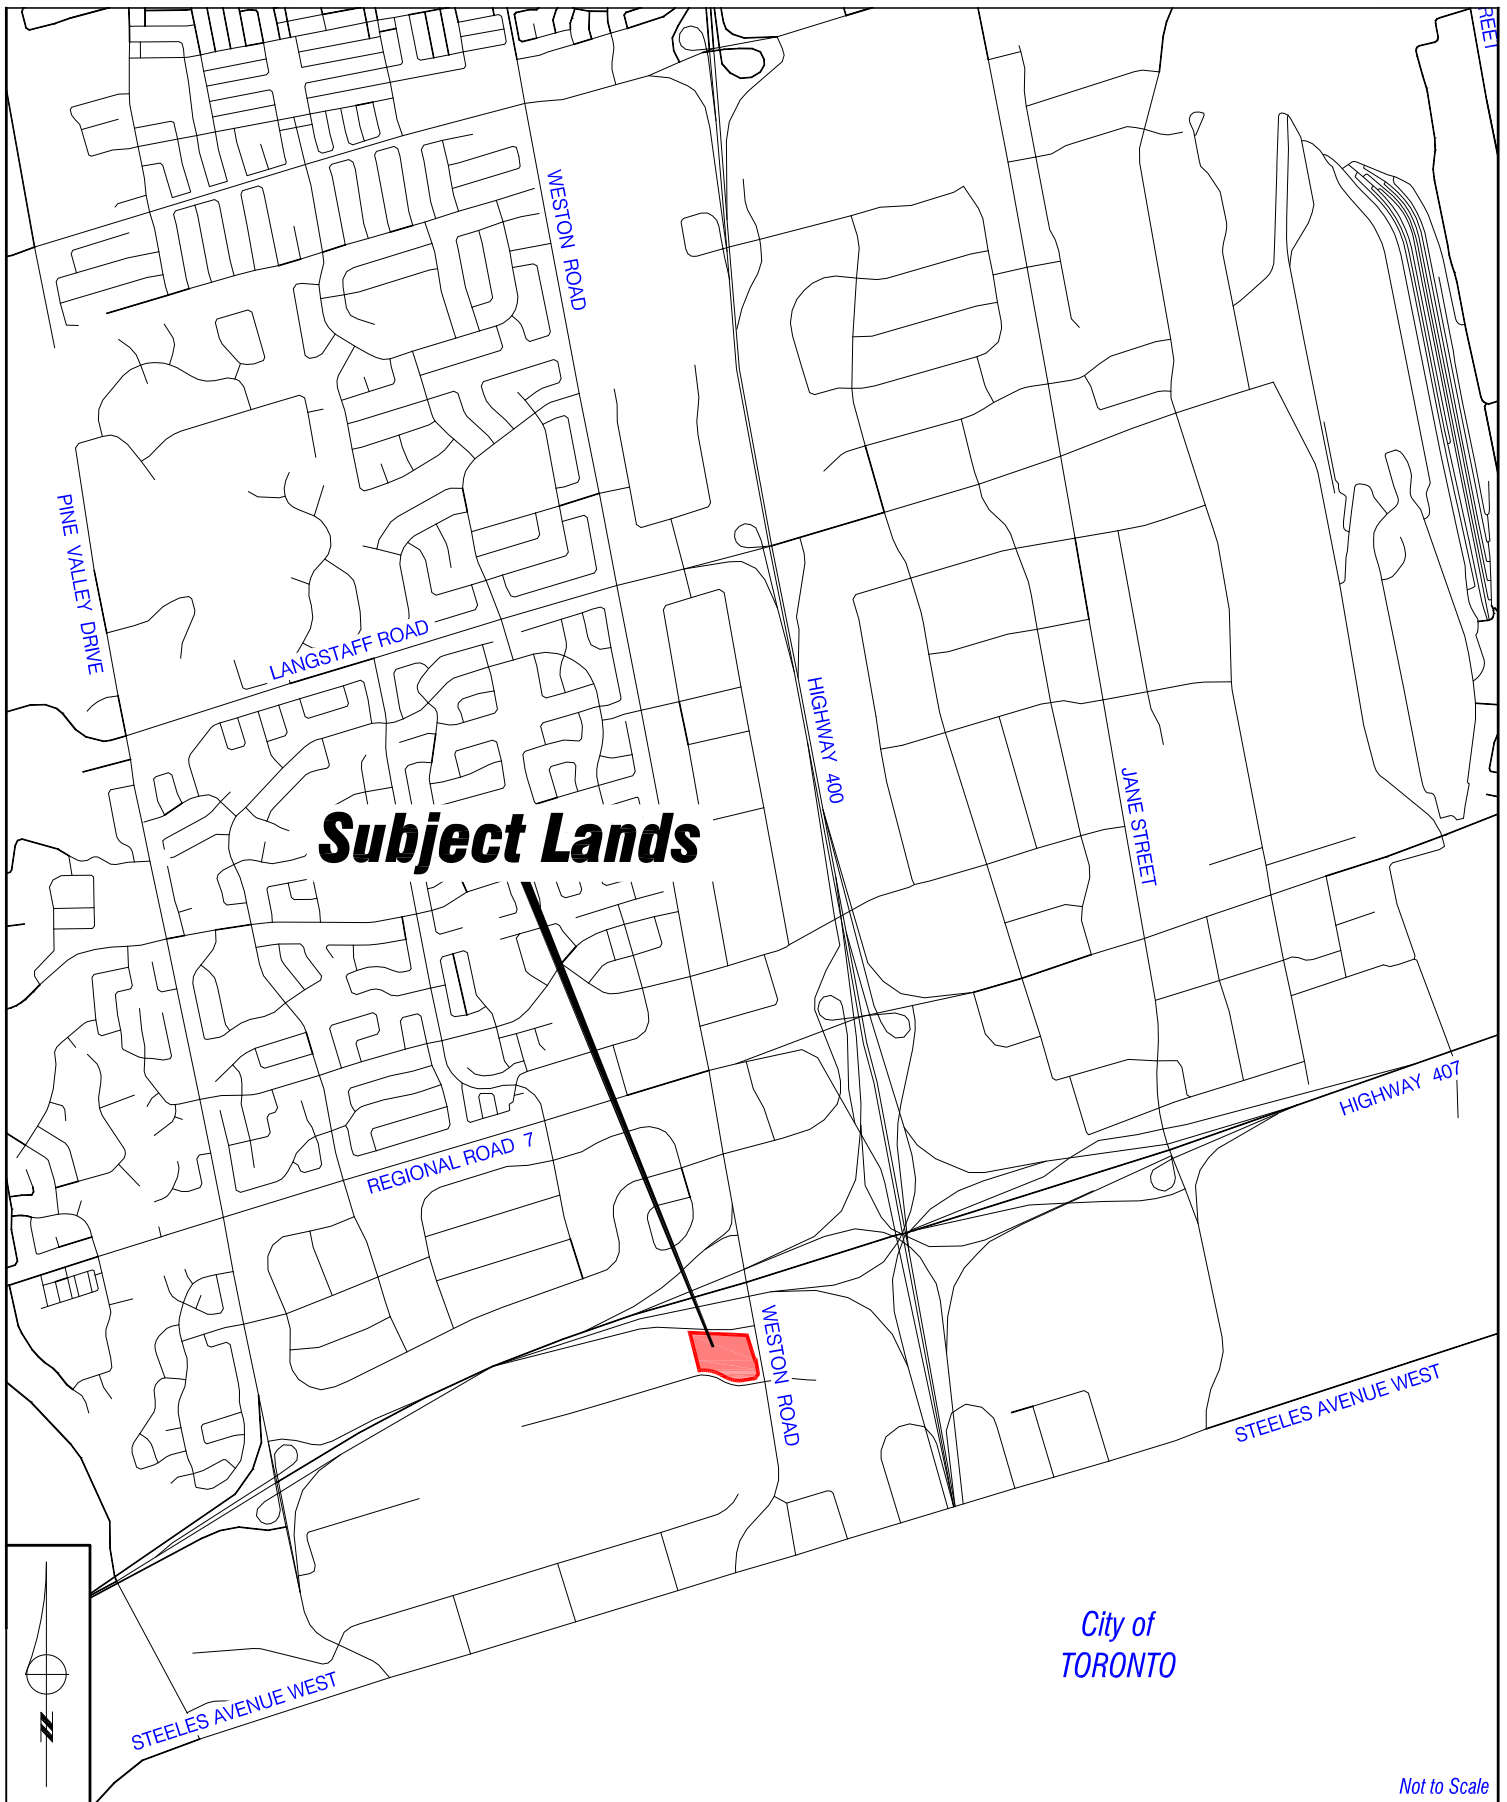 REET
WESTON ROAD
PINE VALLEY DRIVE
LANGSTAFF ROAD
HIGHWAY 400
JANE STREET
Subject Lands
HIGHWAY 407
REGIONAL ROAD 7
WESTON ROAD
STEELES AVENUE WEST
City of
TORONTO
STEELES AVENUE WEST
N
Not to Scale